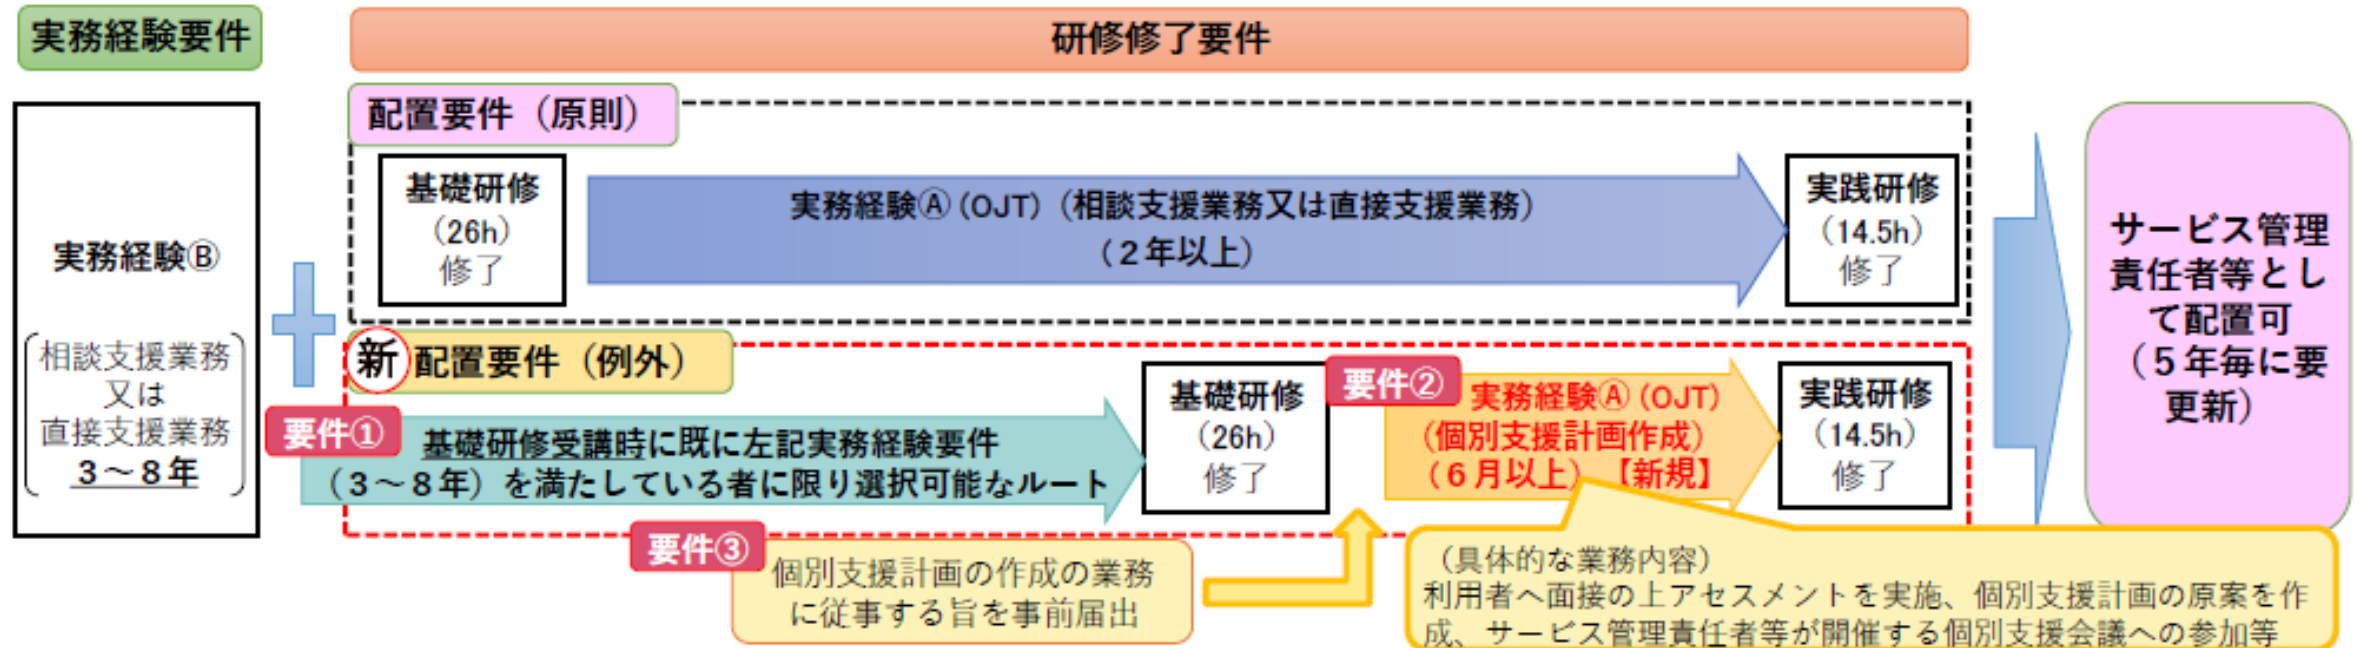 実務経験要件
研修修了要件
実務経験Ⓑ
相談支援業務
又は
直接支援業務
3~8年
配置要件（原則）
基礎研修
（26h）
修了
実務経験Ⓐ（OJT）（相談支援業務又は直接支援業務）
（２年以上）
実践研修
（14.5h）
修了
新 配置要件（例外）
要件①
基礎研修受講時に既に左記実務経験要件
（３～８年）を満たしている者に限り選択可能なルート
基礎研修
（26h）
修了
要件②
実務経験Ⓐ（OJT）
（個別支援計画作成）
（６月以上）【新規】
実践研修
（14.5h）
修了
要件③
個別支援計画の作成の業務
に従事する旨を事前届出
（具体的な業務内容）
利用者へ面接の上アセスメントを実施、個別支援計画の原案を作
成、サービス管理責任者等が開催する個別支援会議への参加等
サービス管理
責任者等とし
て配置可
（５年毎に要
更新）